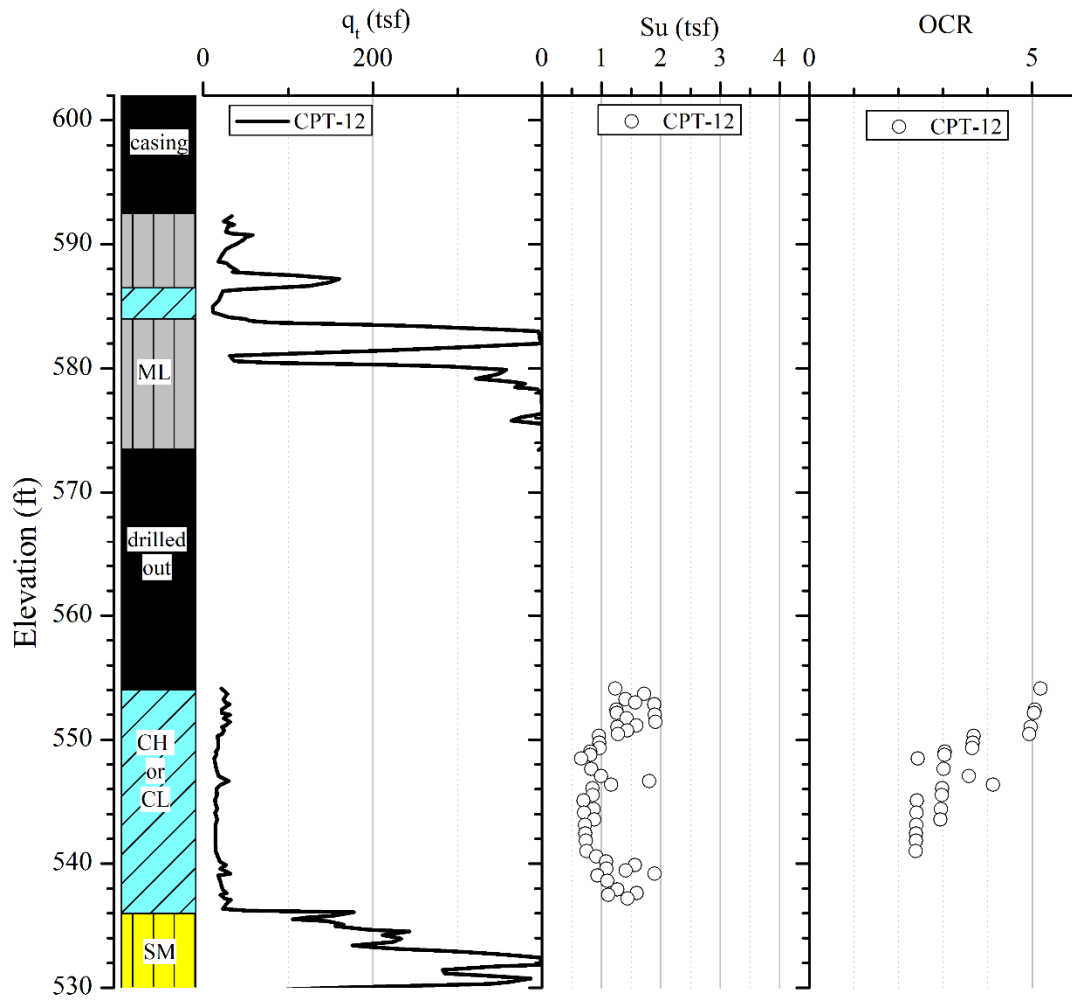 qt (tsf)
Su (tsf)
OCR
0
200
0
1
2
3
4
0
5
CPT-12
CPT-12
CPT-12
600
590
580
570
560
550
540
530
Elevation (ft)
casing
ML
drilled
out
CH
or
CL
SM